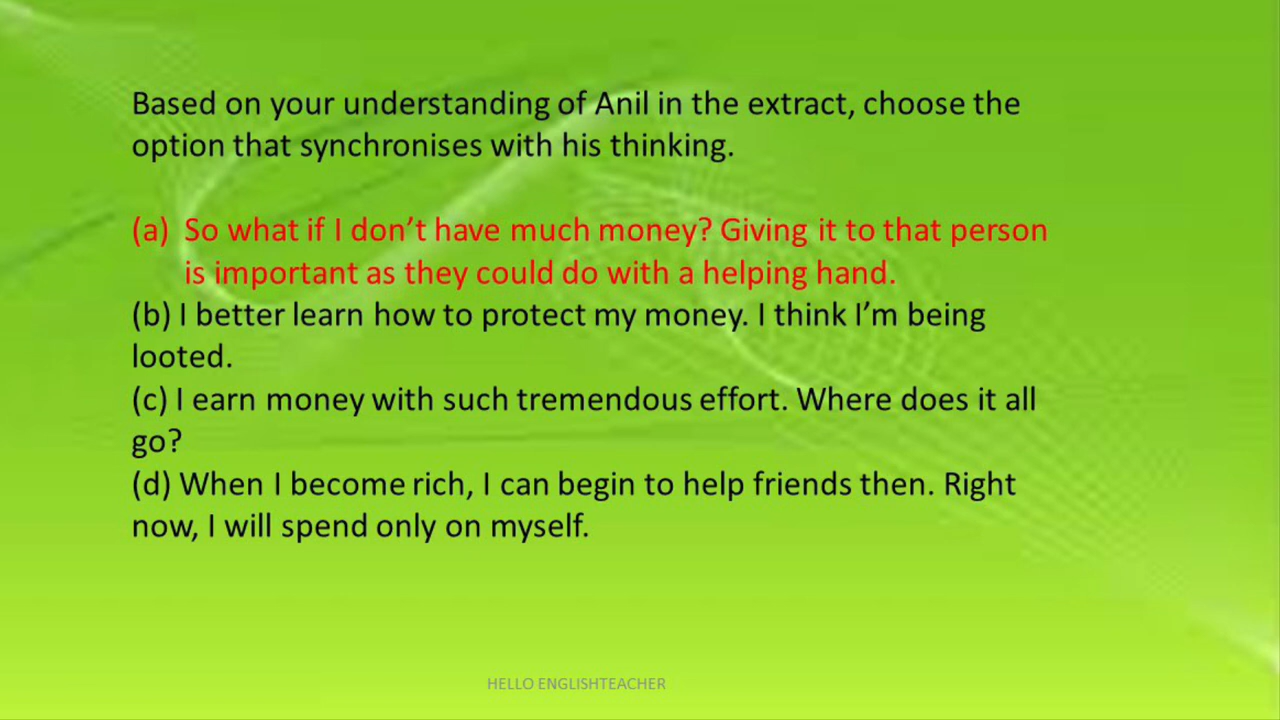 Based on your understanding of Anil in the extract, choose the
option that synchronises with his thinking.
(a) So what if I don’t have much money? Giving it to that person
is important as they could do with a helping hand.
(b) I better learn how to protect my money. I think I’m being
looted.
(c) I earn money with such tremendous effort. Where does it all
go?
(d) When I become rich, I can begin to help friends then. Right
now, I will spend only on myself.
HELLO ENGLISHTEACHER